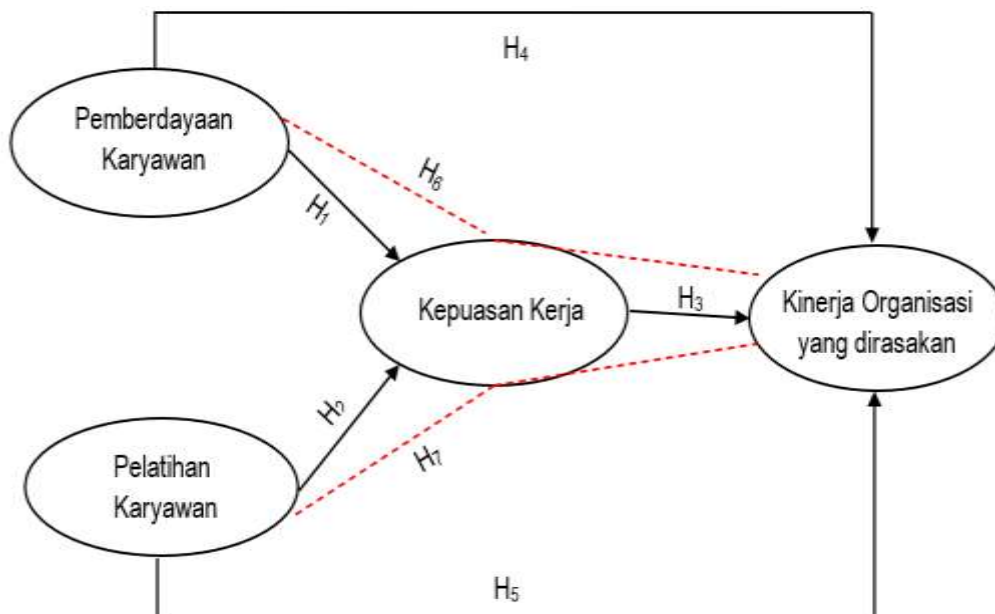 H₄
Pemberdayaan
Karyawan
H₆
H₁
Kepuasan Kerja
H₃
Kinerja Organisasi
yang dirasakan
H₂
H₇
Pelatihan
Karyawan
H₅